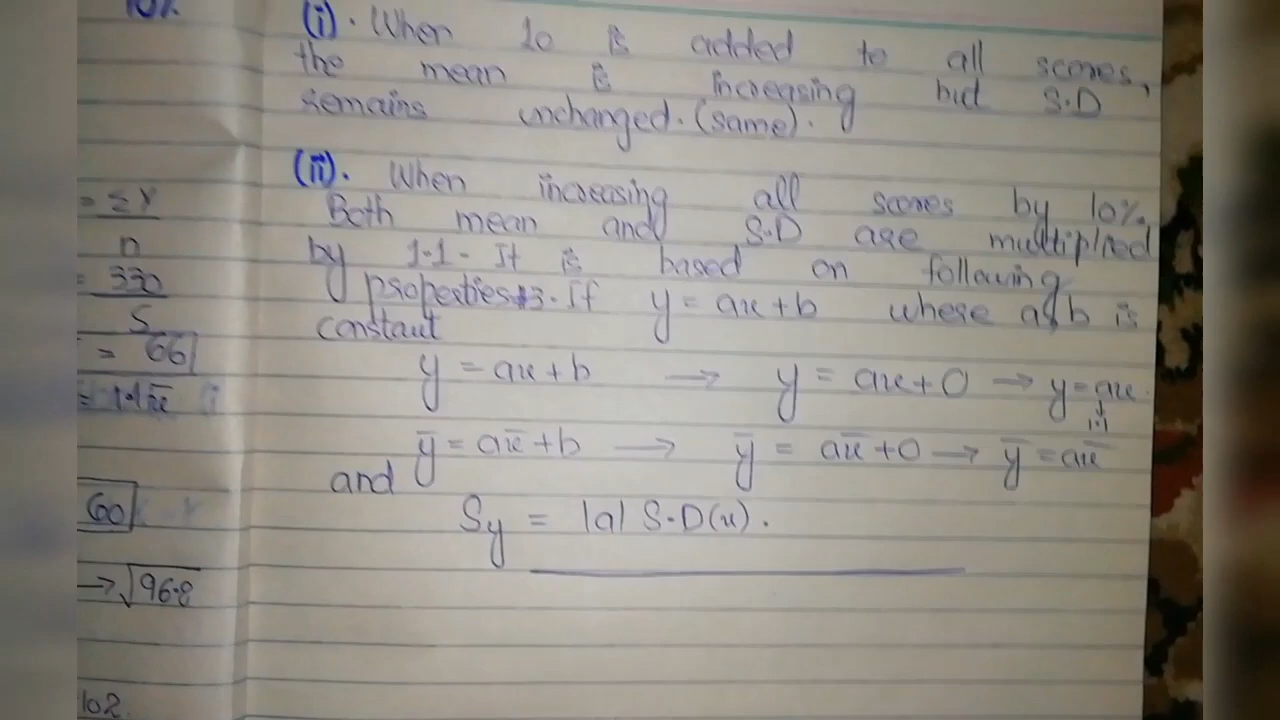 10%
(i). When 10 is added to all scores,
the mean is increasing but S.D
remains unchanged. (same).
(ii). When increasing all scores by 10%,
Both mean and S.D are multiplied
by 1.1. It is based on following
properties. If y = ax + b where a & b is
constant
y = ax + b → y = ax + 0 → y = ax.
↓
1.1
ȳ = ax̄ + b → ȳ = ax̄ + 0 → ȳ = ax̄
and
Sy = |a| S.D(x).
= ΣY
n
= 330
5
= 66
= 1.1x̄
60
→ √96.8
102